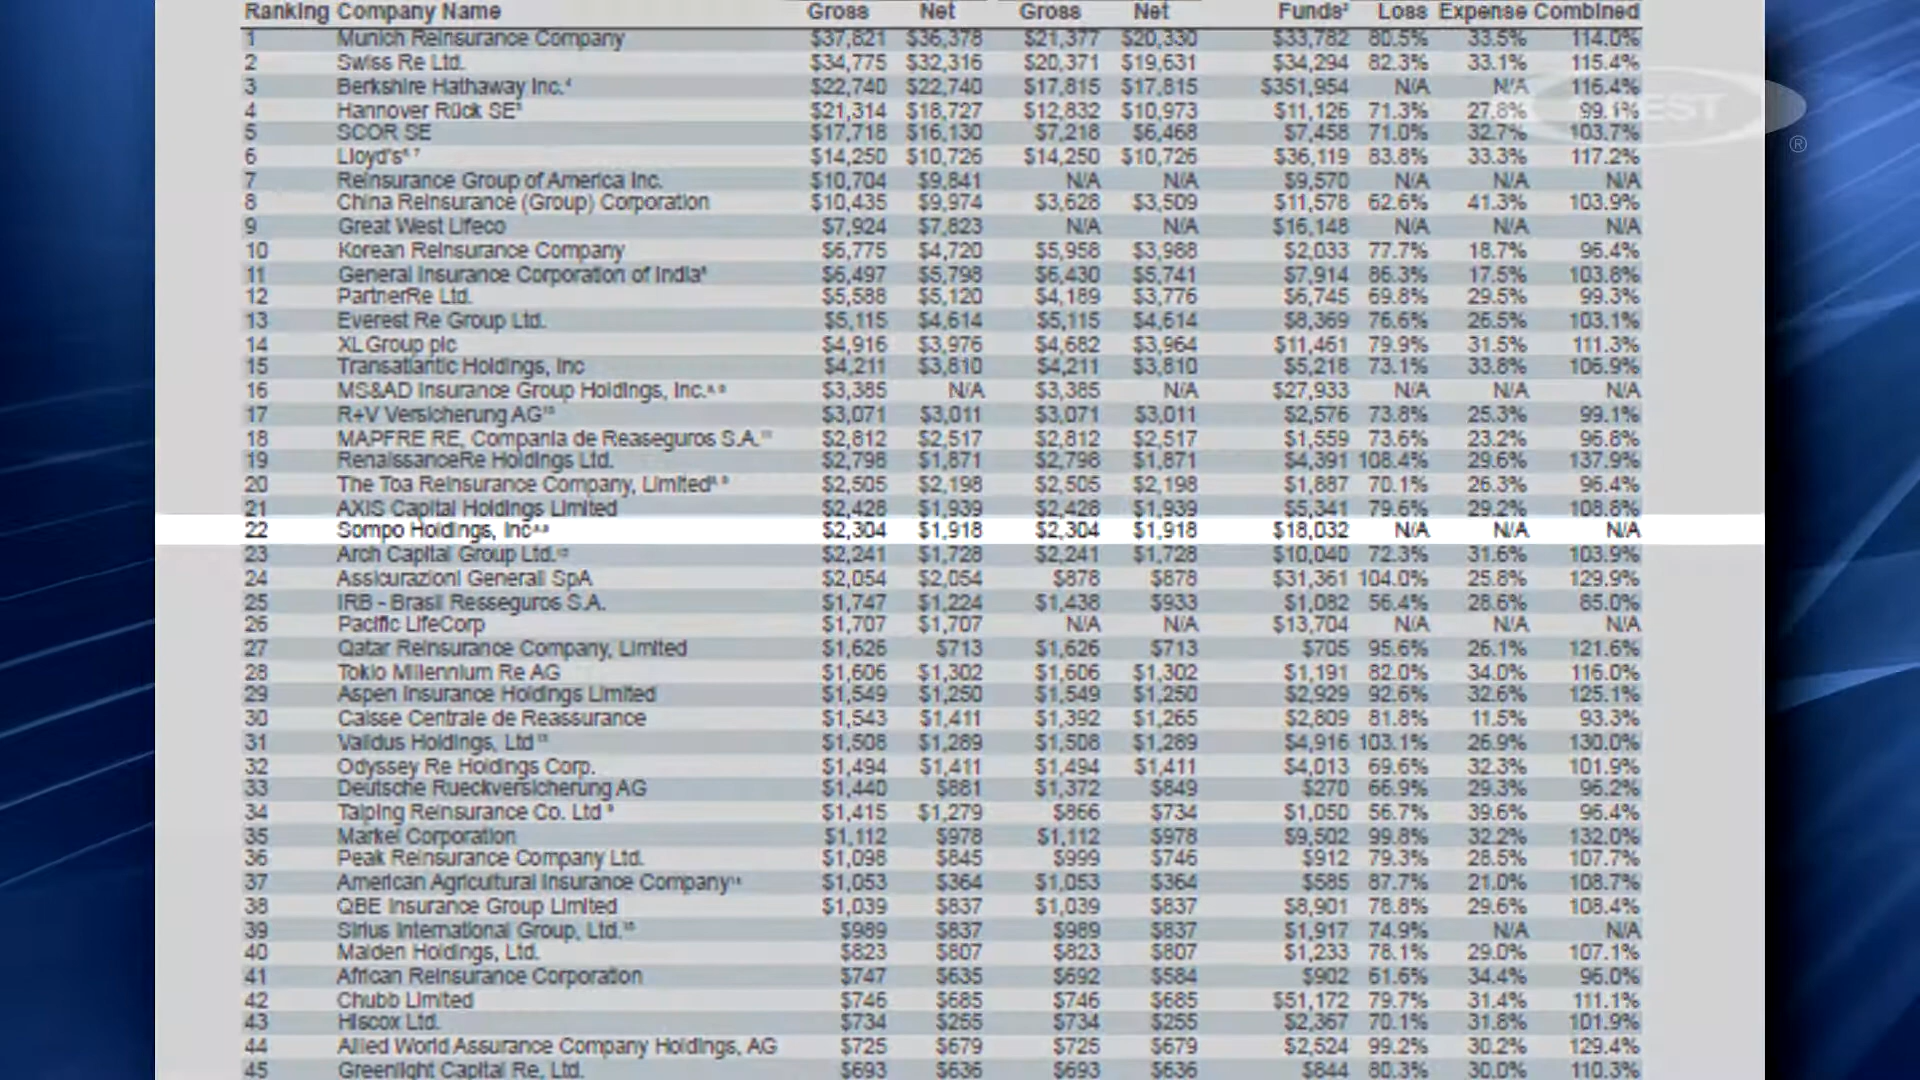 Ranking Company Name Gross Net Gross Net Funds² Loss Expense Combined
1 Munich Reinsurance Company $37,821 $36,378 $21,377 $20,330 $33,782 80.5% 33.5% 114.0%
2 Swiss Re Ltd. $34,775 $32,316 $20,371 $19,631 $34,294 82.3% 33.1% 115.4%
3 Berkshire Hathaway Inc.⁴ $22,740 $22,740 $17,815 $17,815 $351,954 N/A N/A 116.4%
4 Hannover Rück SE⁵ $21,314 $18,727 $12,832 $10,973 $11,126 71.3% 27.8% 99.1%
5 SCOR SE $17,718 $16,130 $7,218 $6,468 $7,458 71.0% 32.7% 103.7%
6 Lloyd's⁶ ⁷ $14,250 $10,726 $14,250 $10,726 $36,119 83.8% 33.3% 117.2%
7 Reinsurance Group of America Inc. $10,704 $9,841 N/A N/A $9,570 N/A N/A N/A
8 China Reinsurance (Group) Corporation $10,435 $9,974 $3,628 $3,509 $11,578 62.6% 41.3% 103.9%
9 Great West Lifeco $7,924 $7,823 N/A N/A $16,148 N/A N/A N/A
10 Korean Reinsurance Company $6,775 $4,720 $5,958 $3,988 $2,033 77.7% 18.7% 96.4%
11 General Insurance Corporation of India⁸ $6,497 $5,798 $6,430 $5,741 $7,914 86.3% 17.5% 103.8%
12 PartnerRe Ltd. $5,588 $5,120 $4,189 $3,776 $6,745 69.8% 29.5% 99.3%
13 Everest Re Group Ltd. $5,115 $4,614 $5,115 $4,614 $8,369 76.6% 26.5% 103.1%
14 XL Group plc $4,916 $3,976 $4,682 $3,964 $11,461 79.9% 31.5% 111.3%
15 Transatlantic Holdings, Inc $4,211 $3,810 $4,211 $3,810 $5,218 73.1% 33.8% 106.9%
16 MS&AD Insurance Group Holdings, Inc.⁸ ⁹ $3,385 N/A $3,385 N/A $27,933 N/A N/A N/A
17 R+V Versicherung AG¹⁰ $3,071 $3,011 $3,071 $3,011 $2,576 73.8% 25.3% 99.1%
18 MAPFRE RE, Compania de Reaseguros S.A.¹¹ $2,812 $2,517 $2,812 $2,517 $1,559 73.6% 23.2% 96.8%
19 RenaissanceRe Holdings Ltd. $2,798 $1,871 $2,798 $1,871 $4,391 108.4% 29.6% 137.9%
20 The Toa Reinsurance Company, Limited⁸ ⁹ $2,505 $2,198 $2,505 $2,198 $1,887 70.1% 26.3% 96.4%
21 AXIS Capital Holdings Limited $2,428 $1,939 $2,428 $1,939 $5,341 79.6% 29.2% 108.8%
22 Sompo Holdings, Inc⁸ ⁹ $2,304 $1,918 $2,304 $1,918 $18,032 N/A N/A N/A
23 Arch Capital Group Ltd.¹² $2,241 $1,728 $2,241 $1,728 $10,040 72.3% 31.6% 103.9%
24 Assicurazioni Generali SpA $2,054 $2,054 $878 $878 $31,361 104.0% 25.8% 129.9%
25 IRB - Brasil Resseguros S.A. $1,747 $1,224 $1,438 $933 $1,082 56.4% 28.6% 85.0%
26 Pacific LifeCorp $1,707 $1,707 N/A N/A $13,704 N/A N/A N/A
27 Qatar Reinsurance Company, Limited $1,626 $713 $1,626 $713 $705 95.6% 26.1% 121.6%
28 Tokio Millennium Re AG $1,606 $1,302 $1,606 $1,302 $1,191 82.0% 34.0% 116.0%
29 Aspen Insurance Holdings Limited $1,549 $1,250 $1,549 $1,250 $2,929 92.6% 32.6% 125.1%
30 Caisse Centrale de Reassurance $1,543 $1,411 $1,392 $1,265 $2,809 81.8% 11.5% 93.3%
31 Validus Holdings, Ltd¹³ $1,508 $1,289 $1,508 $1,289 $4,916 103.1% 26.9% 130.0%
32 Odyssey Re Holdings Corp. $1,494 $1,411 $1,494 $1,411 $4,013 69.6% 32.3% 101.9%
33 Deutsche Rueckversicherung AG $1,440 $881 $1,372 $849 $270 66.9% 29.3% 96.2%
34 Taiping Reinsurance Co. Ltd ⁹ $1,415 $1,279 $866 $734 $1,050 56.7% 39.6% 96.4%
35 Markel Corporation $1,112 $978 $1,112 $978 $9,502 99.8% 32.2% 132.0%
36 Peak Reinsurance Company Ltd. $1,098 $845 $999 $746 $912 79.3% 28.5% 107.7%
37 American Agricultural Insurance Company¹⁴ $1,053 $364 $1,053 $364 $585 87.7% 21.0% 108.7%
38 QBE Insurance Group Limited $1,039 $837 $1,039 $837 $8,901 78.8% 29.6% 108.4%
39 Sirius International Group, Ltd.¹⁵ $989 $837 $989 $837 $1,917 74.9% N/A N/A
40 Maiden Holdings, Ltd. $823 $807 $823 $807 $1,233 78.1% 29.0% 107.1%
41 African Reinsurance Corporation $747 $635 $692 $584 $902 61.6% 34.4% 96.0%
42 Chubb Limited $746 $685 $746 $685 $51,172 79.7% 31.4% 111.1%
43 Hiscox Ltd. $734 $255 $734 $255 $2,367 70.1% 31.8% 101.9%
44 Allied World Assurance Company Holdings, AG $725 $679 $725 $679 $2,524 99.2% 30.2% 129.4%
45 Greenlight Capital Re, Ltd. $693 $636 $693 $636 $844 80.3% 30.0% 110.3%
®